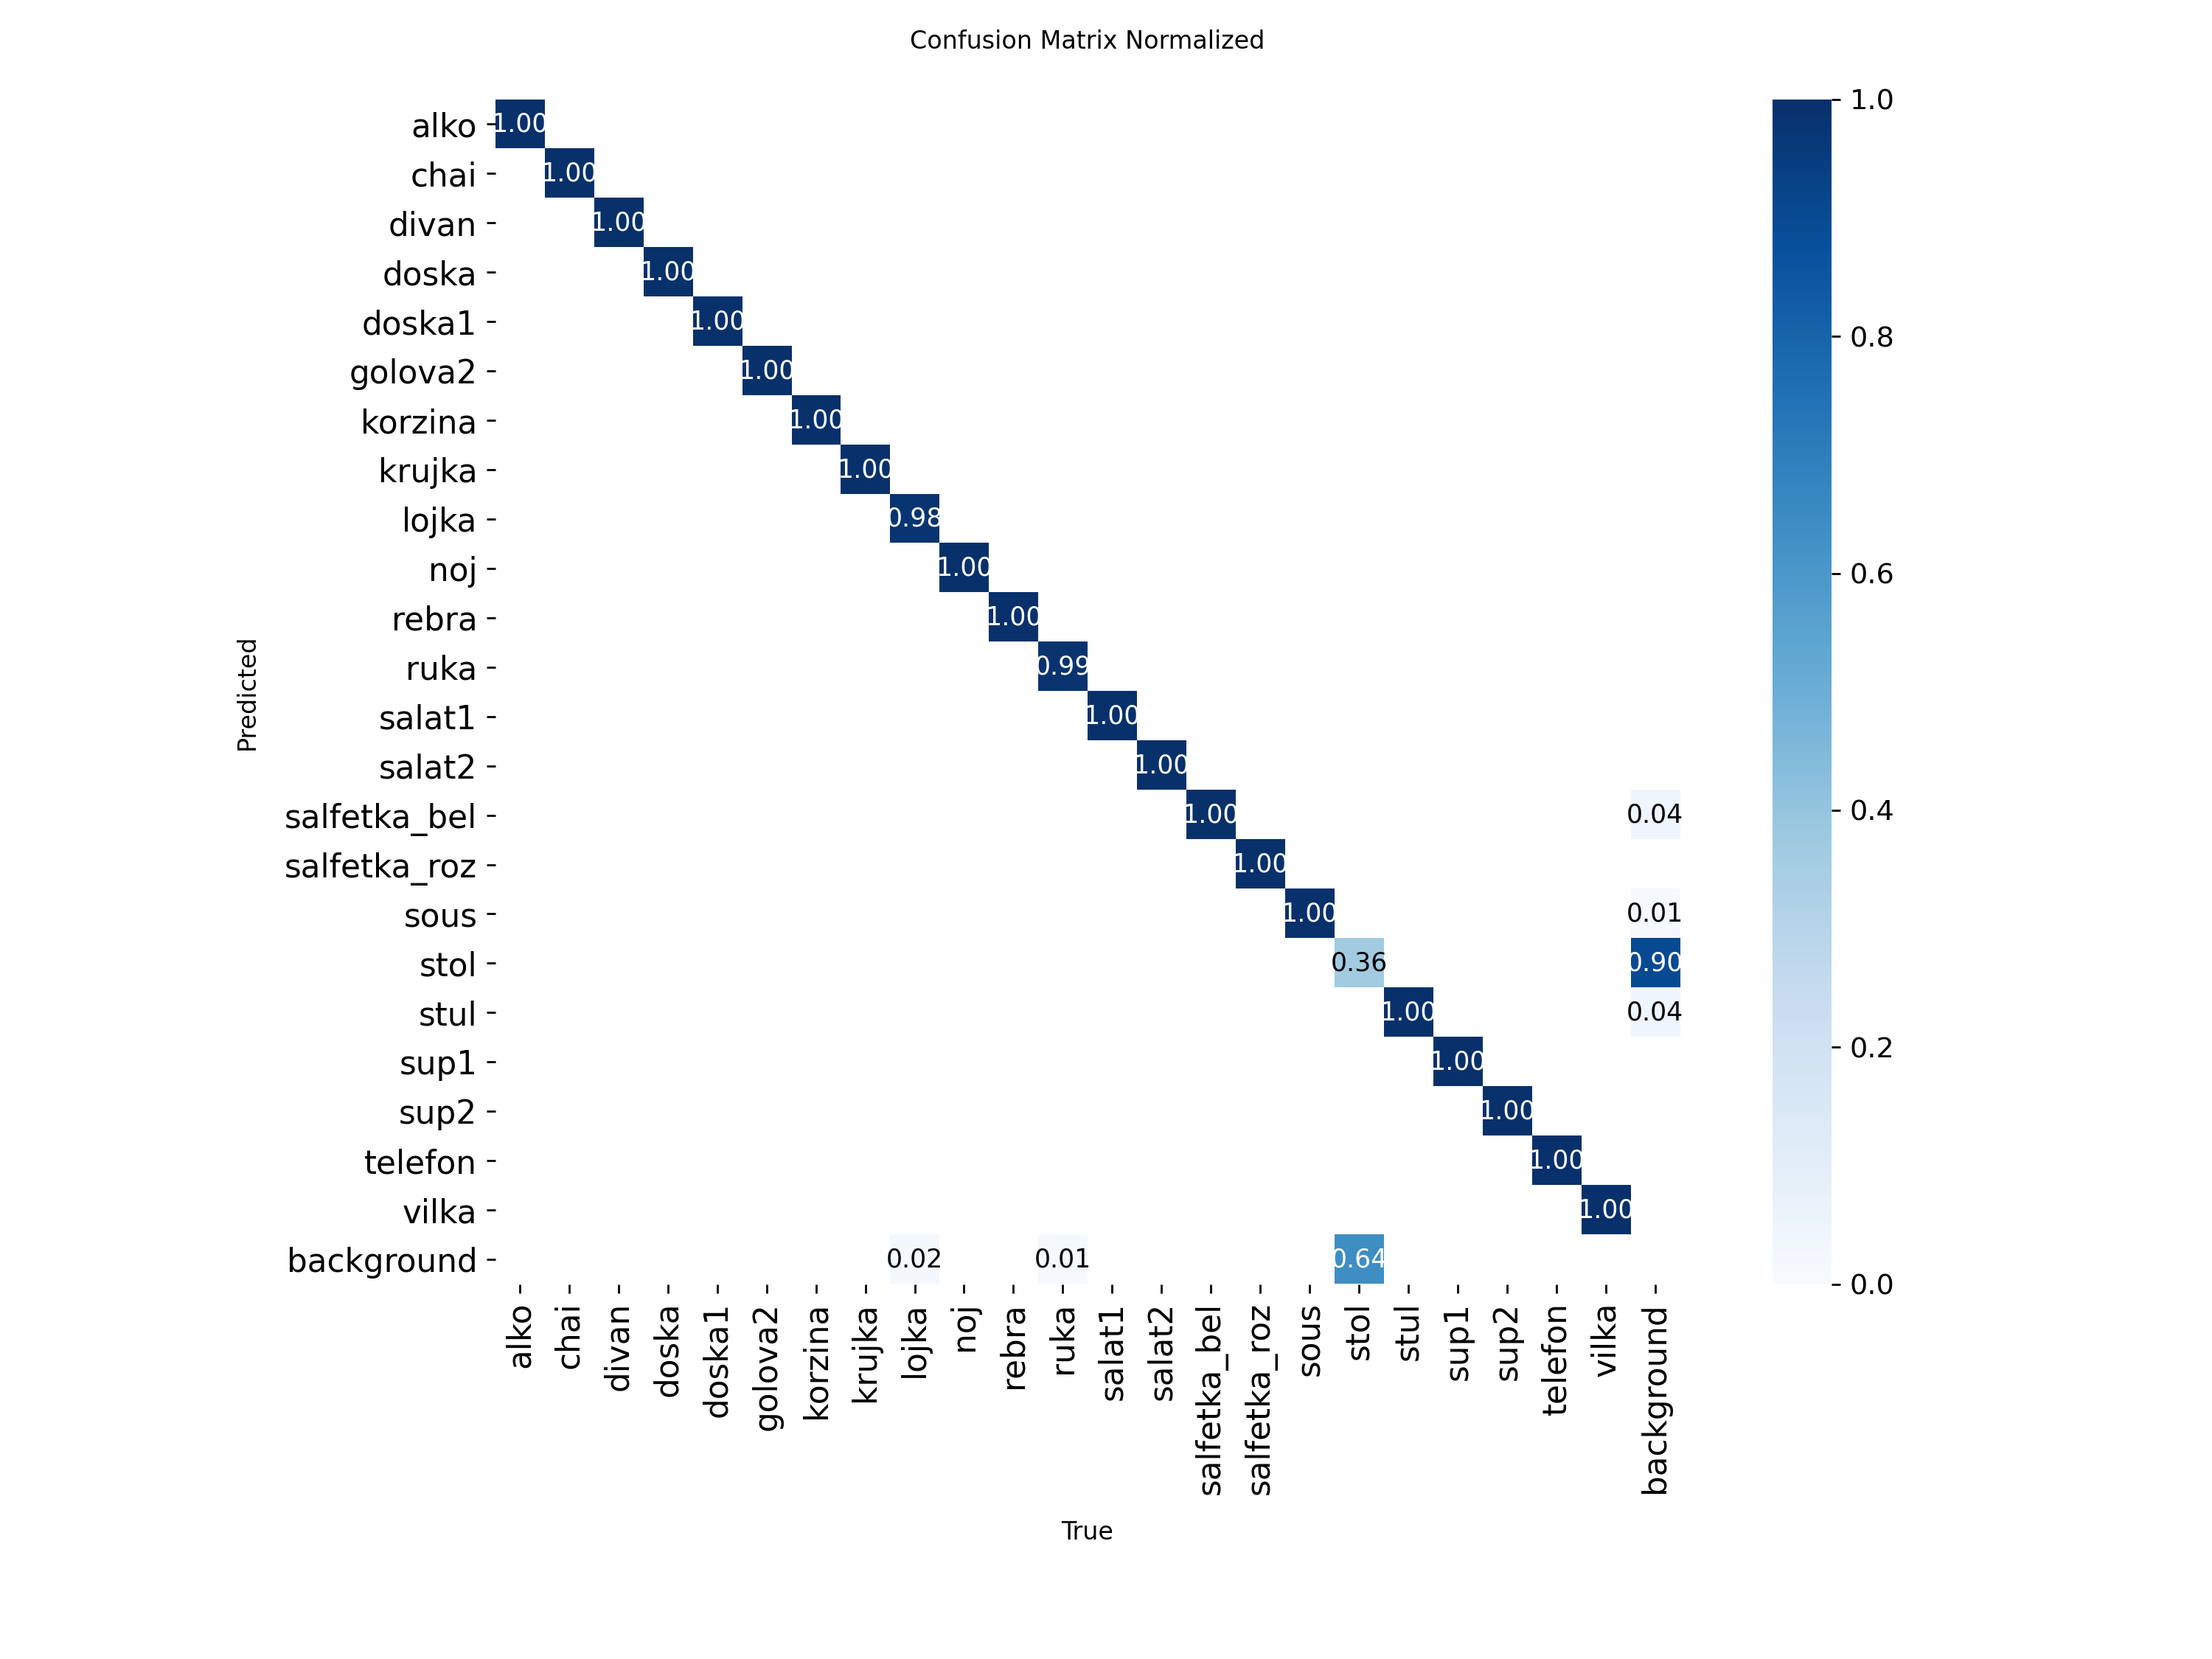 Confusion Matrix Normalized
alko 1.00
chai 1.00
divan 1.00
doska 1.00
doska1 1.00
golova2 1.00
korzina 1.00
krujka 1.00
lojka 0.98
noj 1.00
rebra 1.00
ruka 0.99
salat1 1.00
salat2 1.00
salfetka_bel 1.00 0.04
salfetka_roz 1.00
sous 1.00 0.01
stol 0.36 0.90
stul 1.00 0.04
sup1 1.00
sup2 1.00
telefon 1.00
vilka 1.00
background 0.02 0.01 0.64
Predicted
alko chai divan doska doska1 golova2 korzina krujka lojka noj rebra ruka salat1 salat2 salfetka_bel salfetka_roz sous stol stul sup1 sup2 telefon vilka background
True
1.0
0.8
0.6
0.4
0.2
0.0